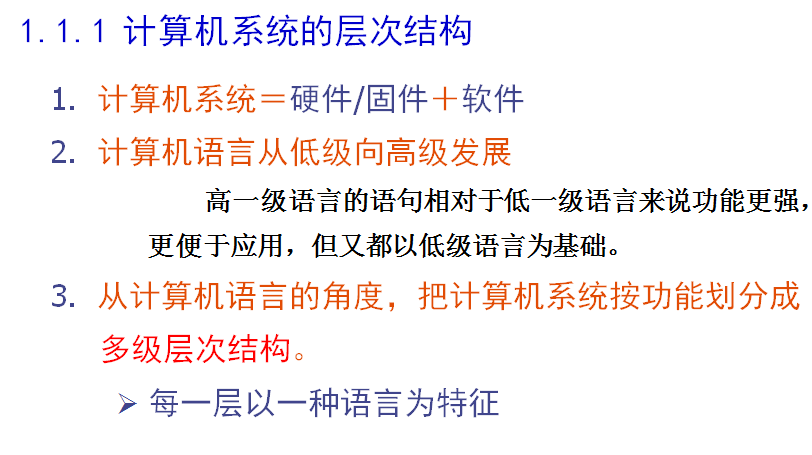 1.1.1 计算机系统的层次结构
1. 计算机系统＝硬件/固件＋软件
2. 计算机语言从低级向高级发展
高一级语言的语句相对于低一级语言来说功能更强，
更便于应用，但又都以低级语言为基础。
3. 从计算机语言的角度，把计算机系统按功能划分成
多级层次结构。
➢ 每一层以一种语言为特征